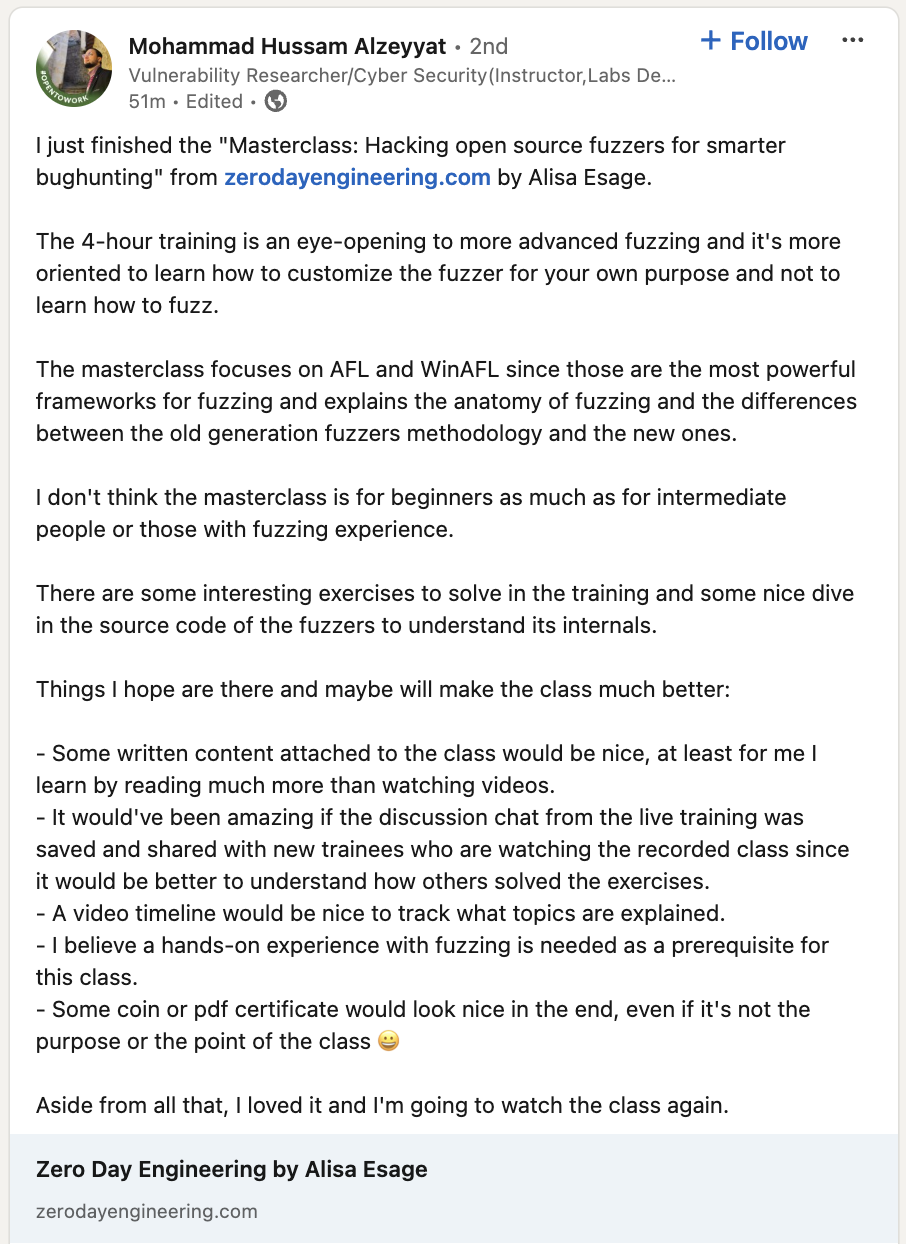 Mohammad Hussam Alzeyyat • 2nd
+ Follow
Vulnerability Researcher/Cyber Security(Instructor,Labs De...
51m • Edited •
#OPENTOWORK
I just finished the "Masterclass: Hacking open source fuzzers for smarter
bughunting" from zerodayengineering.com by Alisa Esage.
The 4-hour training is an eye-opening to more advanced fuzzing and it's more
oriented to learn how to customize the fuzzer for your own purpose and not to
learn how to fuzz.
The masterclass focuses on AFL and WinAFL since those are the most powerful
frameworks for fuzzing and explains the anatomy of fuzzing and the differences
between the old generation fuzzers methodology and the new ones.
I don't think the masterclass is for beginners as much as for intermediate
people or those with fuzzing experience.
There are some interesting exercises to solve in the training and some nice dive
in the source code of the fuzzers to understand its internals.
Things I hope are there and maybe will make the class much better:
- Some written content attached to the class would be nice, at least for me I
learn by reading much more than watching videos.
- It would've been amazing if the discussion chat from the live training was
saved and shared with new trainees who are watching the recorded class since
it would be better to understand how others solved the exercises.
- A video timeline would be nice to track what topics are explained.
- I believe a hands-on experience with fuzzing is needed as a prerequisite for
this class.
- Some coin or pdf certificate would look nice in the end, even if it's not the
purpose or the point of the class 😀
Aside from all that, I loved it and I'm going to watch the class again.
Zero Day Engineering by Alisa Esage
zerodayengineering.com